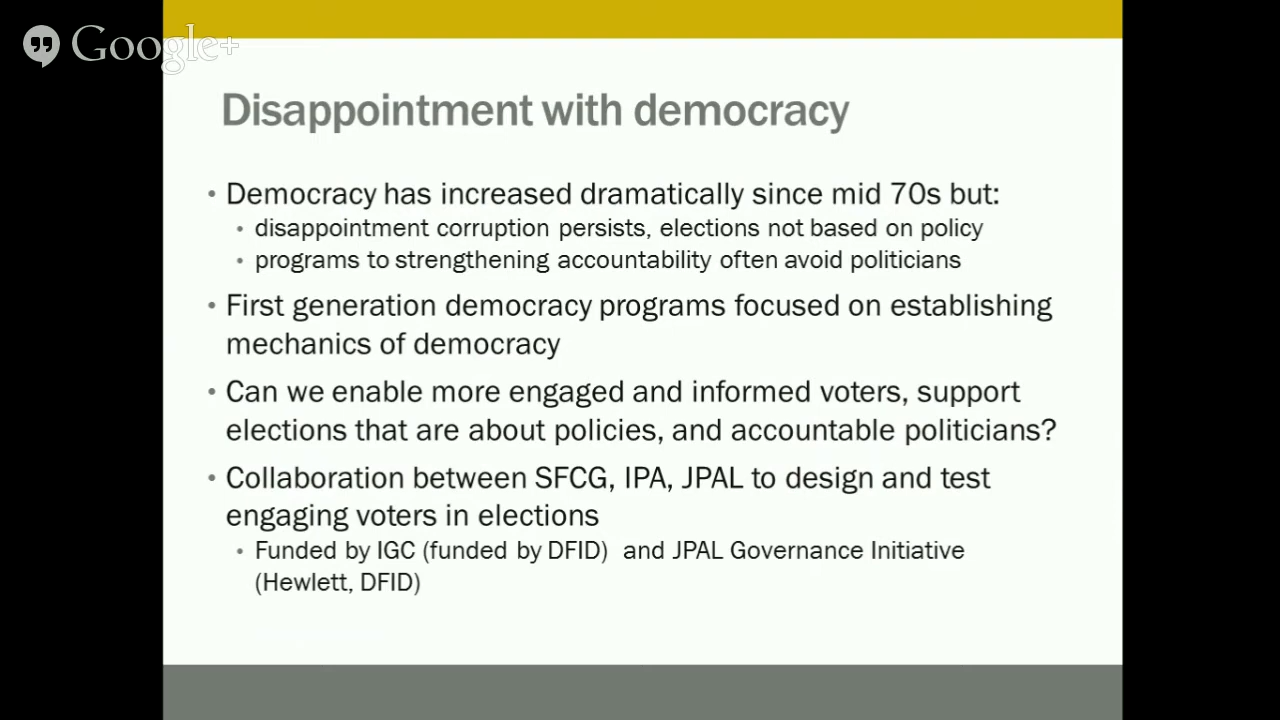 Google+
Disappointment with democracy
• Democracy has increased dramatically since mid 70s but:
• disappointment corruption persists, elections not based on policy
• programs to strengthening accountability often avoid politicians
• First generation democracy programs focused on establishing
mechanics of democracy
• Can we enable more engaged and informed voters, support
elections that are about policies, and accountable politicians?
• Collaboration between SFCG, IPA, JPAL to design and test
engaging voters in elections
• Funded by IGC (funded by DFID) and JPAL Governance Initiative
(Hewlett, DFID)